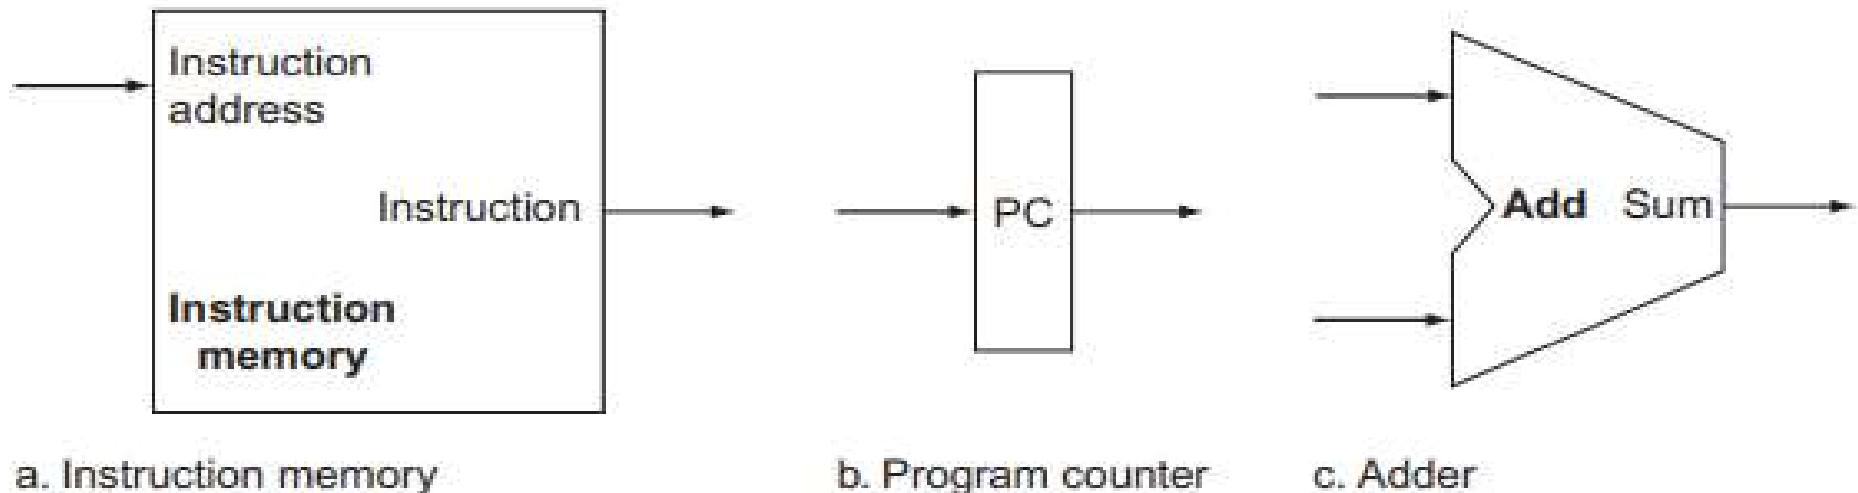 Instruction
address
Instruction
Instruction
memory
a. Instruction memory
PC
b. Program counter
Add Sum
c. Adder